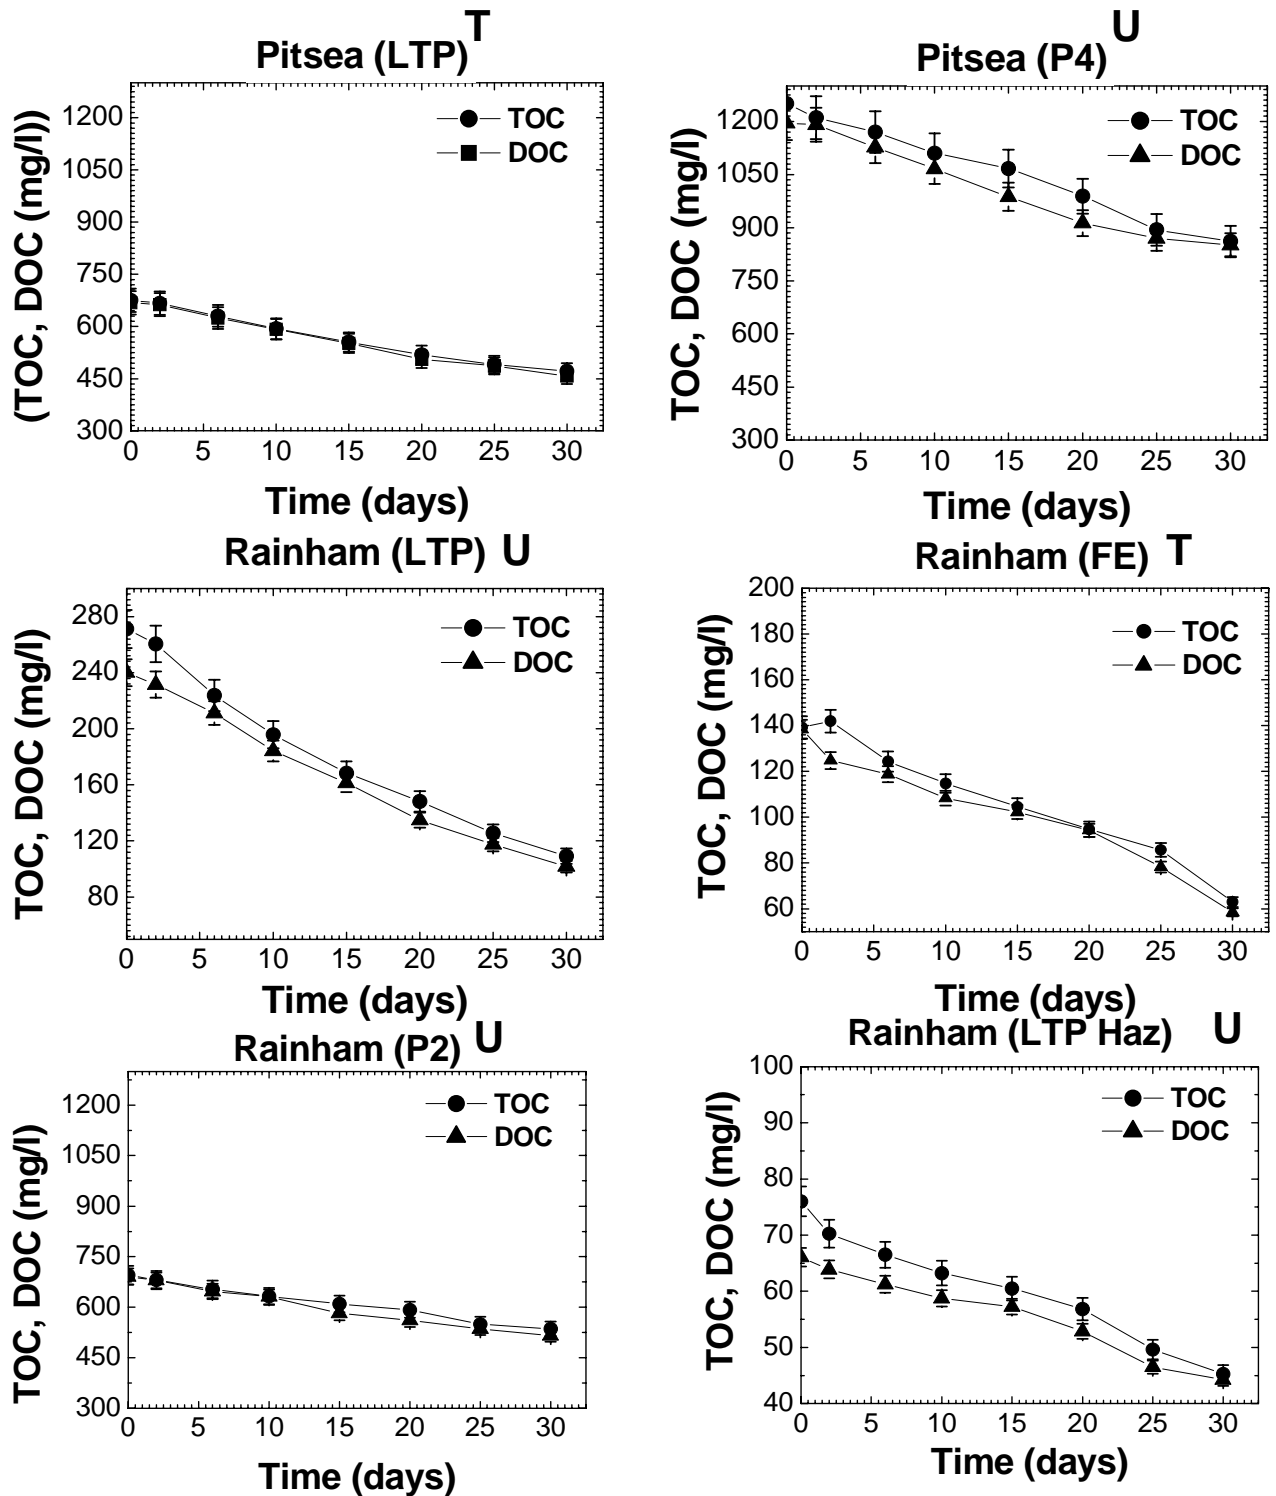 Pitsea (LTP) T
TOC
DOC
(TOC, DOC (mg/l))
1200
1050
900
750
600
450
300
0 5 10 15 20 25 30
Time (days)
Pitsea (P4) U
TOC
DOC
TOC, DOC (mg/l)
1200
1050
900
750
600
450
300
0 5 10 15 20 25 30
Time (days)
Rainham (LTP) U
TOC
DOC
TOC, DOC (mg/l)
280
240
200
160
120
80
0 5 10 15 20 25 30
Time (days)
Rainham (FE) T
TOC
DOC
TOC, DOC (mg/l)
200
180
160
140
120
100
80
60
0 5 10 15 20 25 30
Time (days)
Rainham (P2) U
TOC
DOC
TOC, DOC (mg/l)
1200
1050
900
750
600
450
300
0 5 10 15 20 25 30
Time (days)
Rainham (LTP Haz) U
TOC
DOC
TOC, DOC (mg/l)
100
90
80
70
60
50
40
0 5 10 15 20 25 30
Time (days)